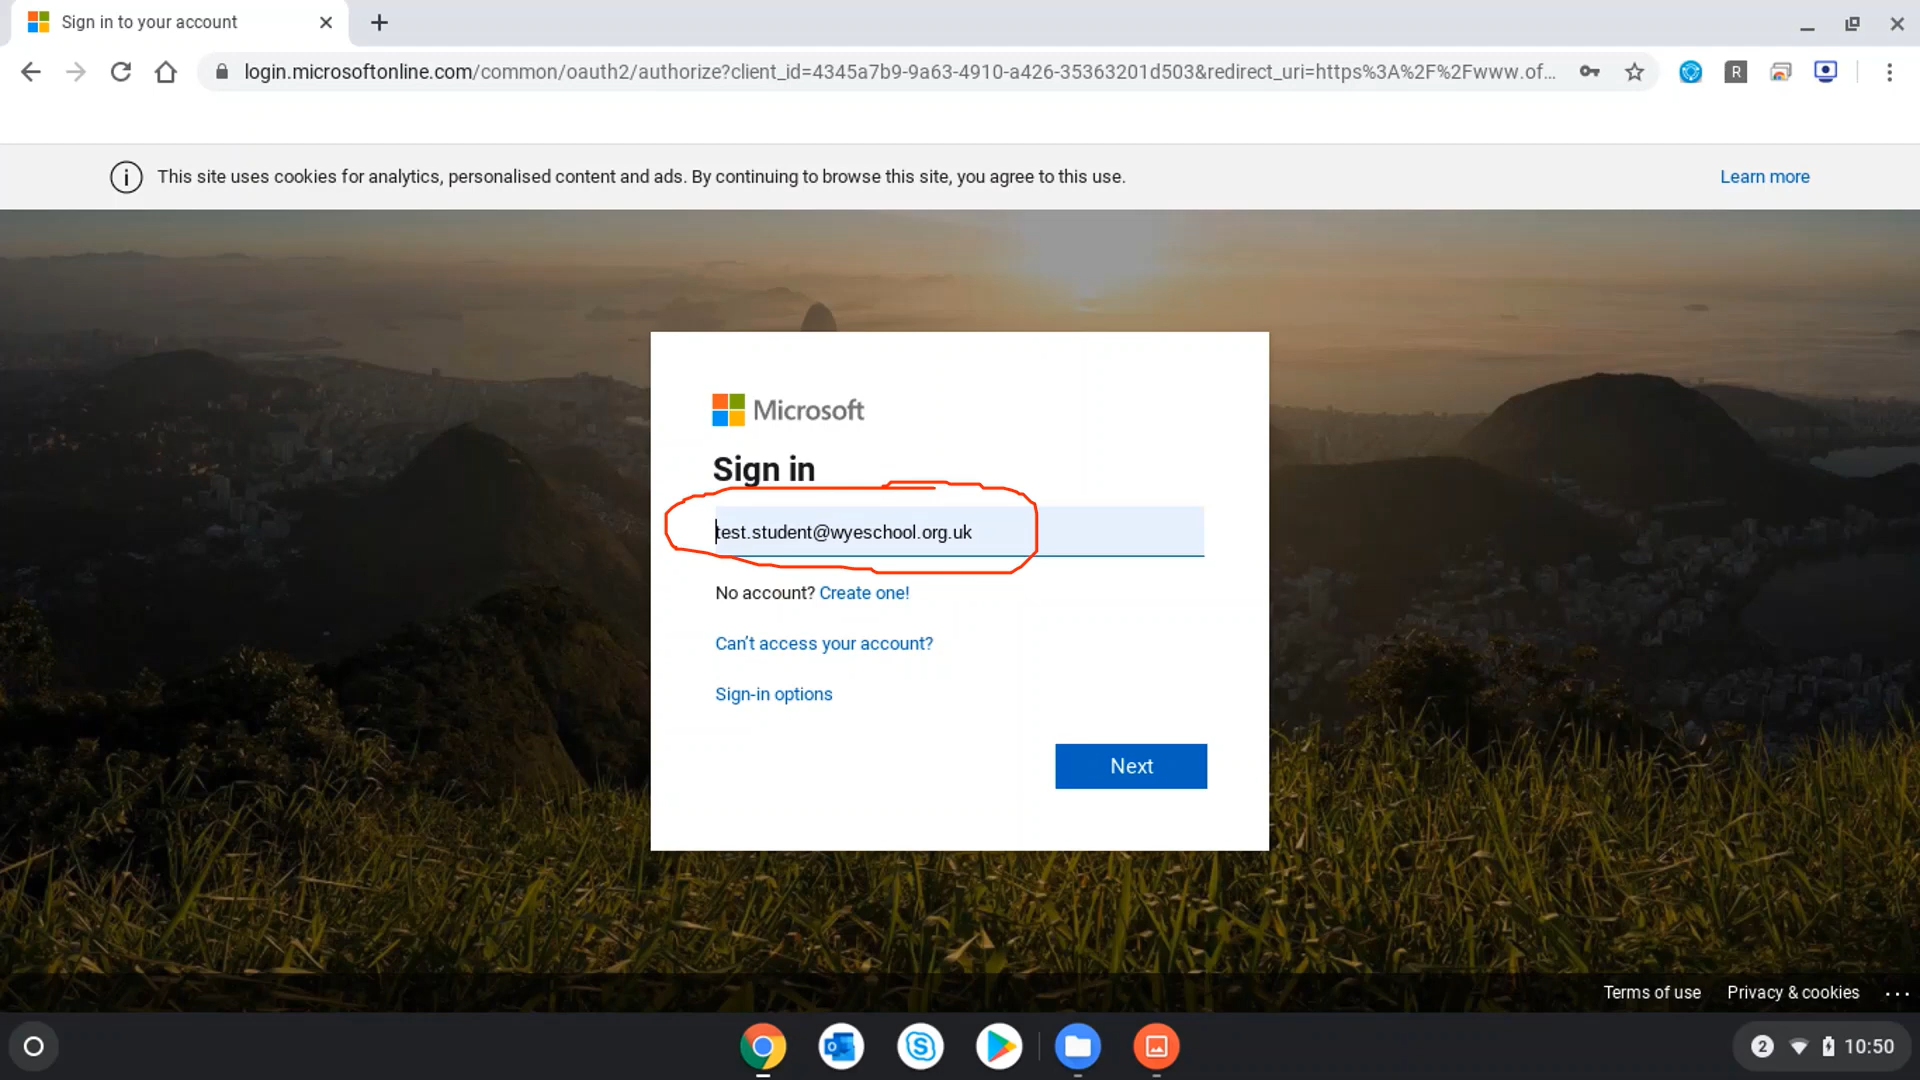 Sign in to your account
login.microsoftonline.com/common/oauth2/authorize?client_id=4345a7b9-9a63-4910-a426-35363201d503&redirect_uri=https%3A%2F%2Fwww.of...
R
This site uses cookies for analytics, personalised content and ads. By continuing to browse this site, you agree to this use.
Learn more
Microsoft
Sign in
test.student@wyeschool.org.uk
No account? Create one!
Can't access your account?
Sign-in options
Next
Terms of use
Privacy & cookies
2
10:50